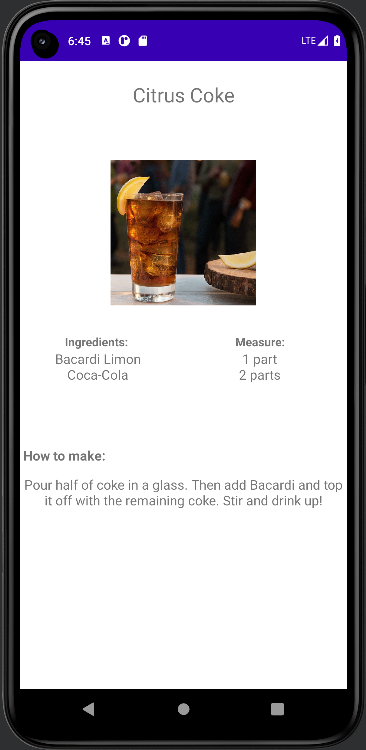 6:45
LTE
Citrus Coke
Ingredients: Measure:
Bacardi Limon 1 part
Coca-Cola 2 parts
How to make:
Pour half of coke in a glass. Then add Bacardi and top
it off with the remaining coke. Stir and drink up!